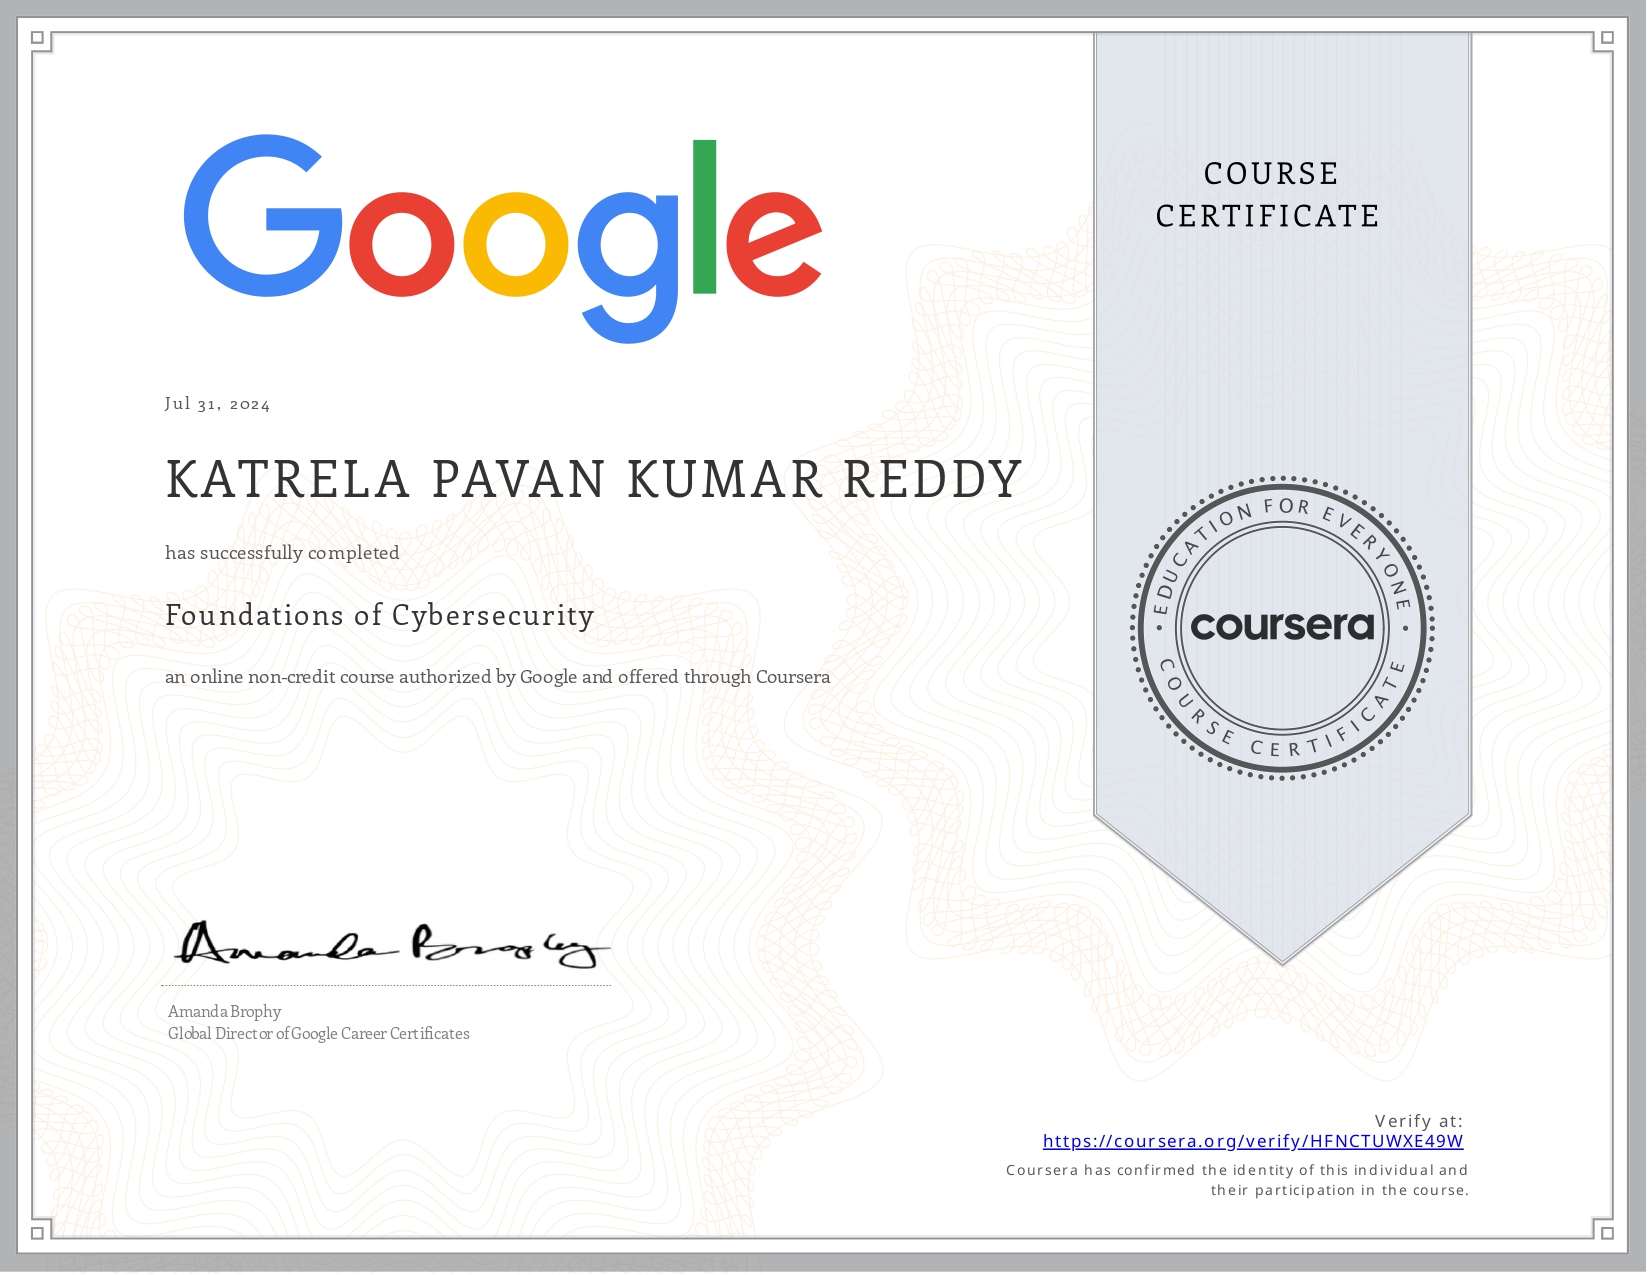 Google
COURSE
CERTIFICATE
Jul 31, 2024
KATRELA PAVAN KUMAR REDDY
has successfully completed
Foundations of Cybersecurity
an online non-credit course authorized by Google and offered through Coursera
EDUCATION FOR EVERYONE
coursera
COURSE CERTIFICATE
Amanda Brophy
Amanda Brophy
Global Director of Google Career Certificates
Verify at:
https://coursera.org/verify/HFNCTUWXE49W
Coursera has confirmed the identity of this individual and
their participation in the course.